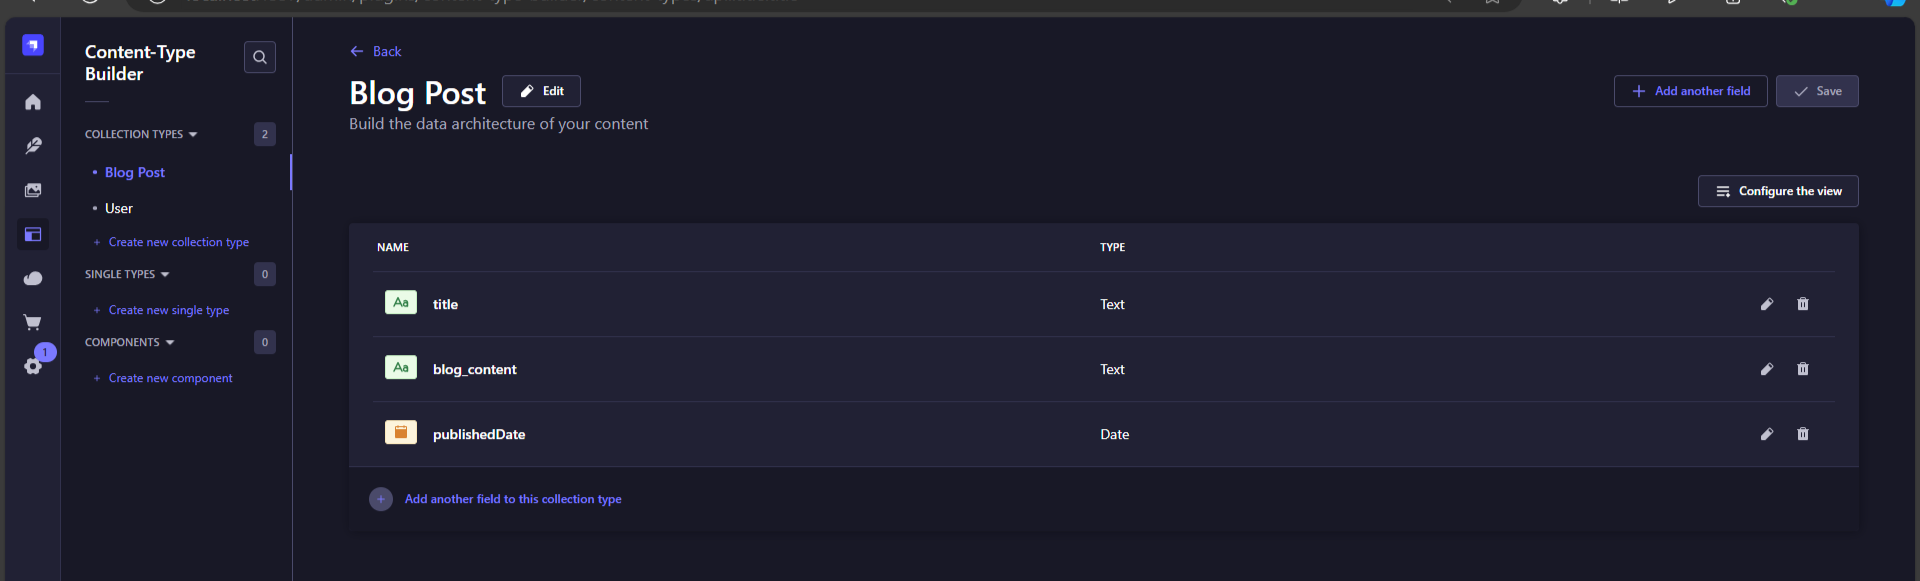 Content-Type
Builder
COLLECTION TYPES
2
Blog Post
User
+ Create new collection type
SINGLE TYPES
0
+ Create new single type
COMPONENTS
0
+ Create new component
1
Back
Blog Post
Edit
Build the data architecture of your content
+ Add another field
Save
Configure the view
NAME TYPE
Aa title Text
Aa blog_content Text
publishedDate Date
+ Add another field to this collection type